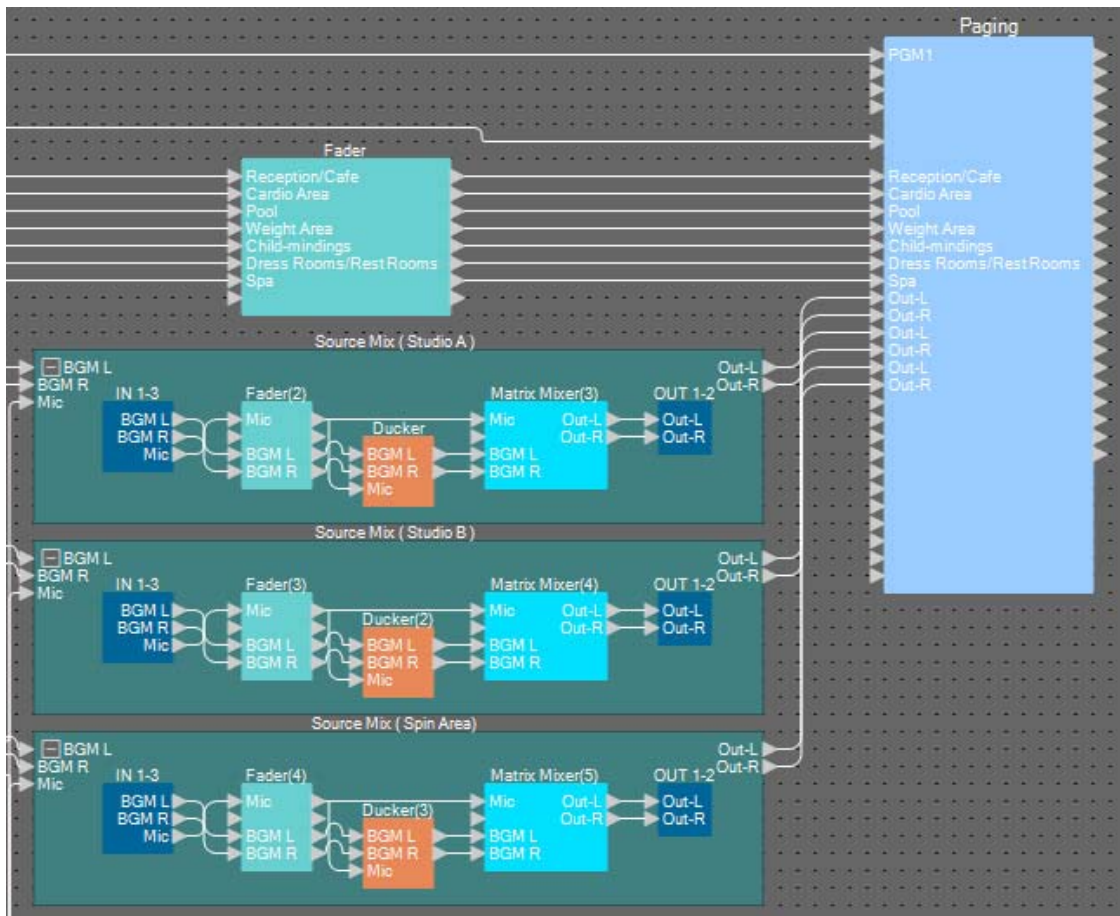 Paging
PGM1
Fader
Reception/Cafe
Cardio Area
Pool
Weight Area
Child-mindings
Dress Rooms/Rest Rooms
Spa
Reception/Cafe
Cardio Area
Pool
Weight Area
Child-mindings
Dress Rooms/Rest Rooms
Spa
Out-L
Out-R
Out-L
Out-R
Out-L
Out-R
Source Mix ( Studio A )
BGM L
BGM R
Mic
IN 1-3
BGM L
BGM R
Mic
Fader(2)
Mic
BGM L
BGM R
Ducker
BGM L
BGM R
Mic
Matrix Mixer(3)
Mic
BGM L
BGM R
Out-L
Out-R
OUT 1-2
Out-L
Out-R
Out-L
Out-R
Source Mix ( Studio B )
BGM L
BGM R
Mic
IN 1-3
BGM L
BGM R
Mic
Fader(3)
Mic
BGM L
BGM R
Ducker(2)
BGM L
BGM R
Mic
Matrix Mixer(4)
Mic
BGM L
BGM R
Out-L
Out-R
OUT 1-2
Out-L
Out-R
Out-L
Out-R
Source Mix ( Spin Area)
BGM L
BGM R
Mic
IN 1-3
BGM L
BGM R
Mic
Fader(4)
Mic
BGM L
BGM R
Ducker(3)
BGM L
BGM R
Mic
Matrix Mixer(5)
Mic
BGM L
BGM R
Out-L
Out-R
OUT 1-2
Out-L
Out-R
Out-L
Out-R